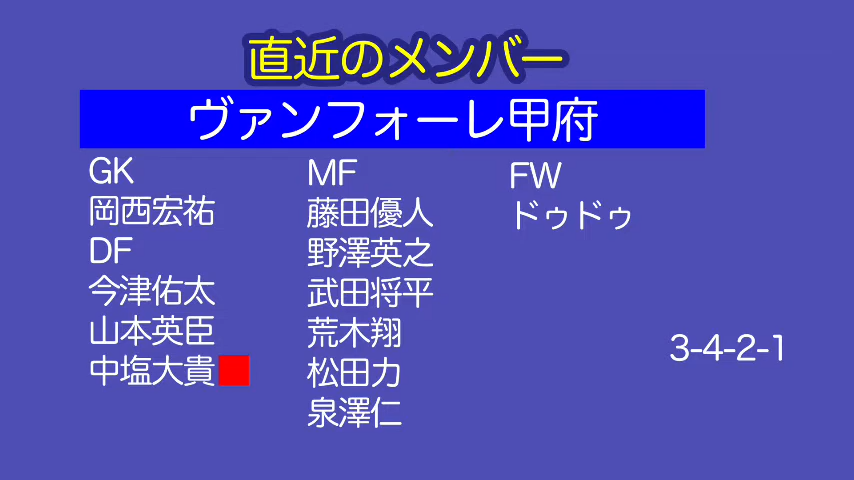 直近のメンバー
ヴァンフォーレ甲府
GK
岡西宏祐
DF
今津佑太
山本英臣
中塩大貴
MF
藤田優人
野澤英之
武田将平
荒木翔
松田力
泉澤仁
FW
ドゥドゥ
3-4-2-1